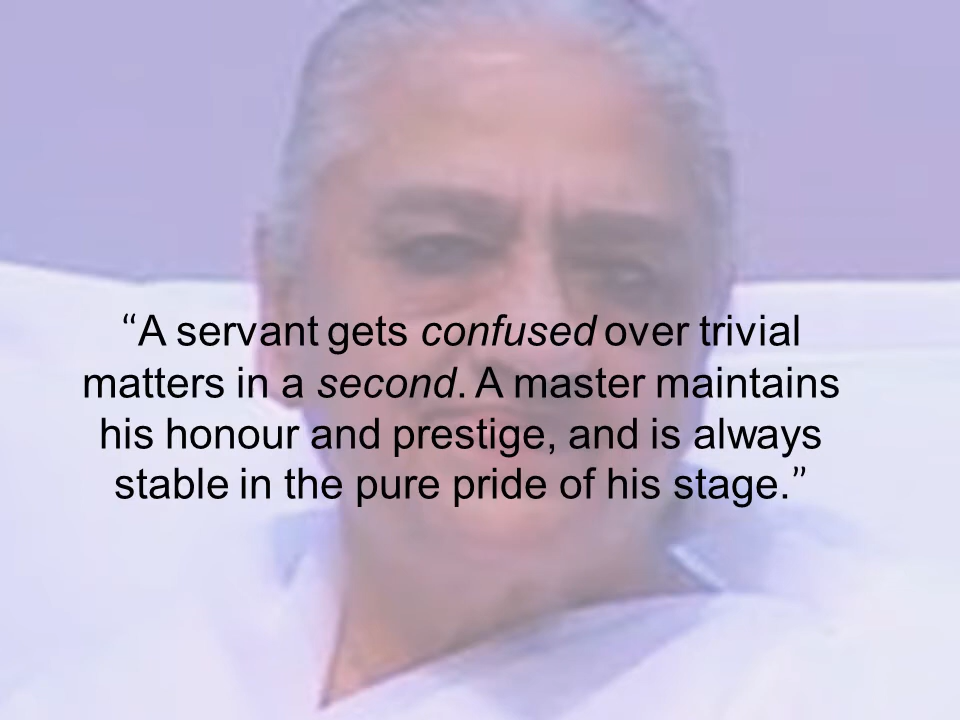 “A servant gets confused over trivial
matters in a second. A master maintains
his honour and prestige, and is always
stable in the pure pride of his stage.”